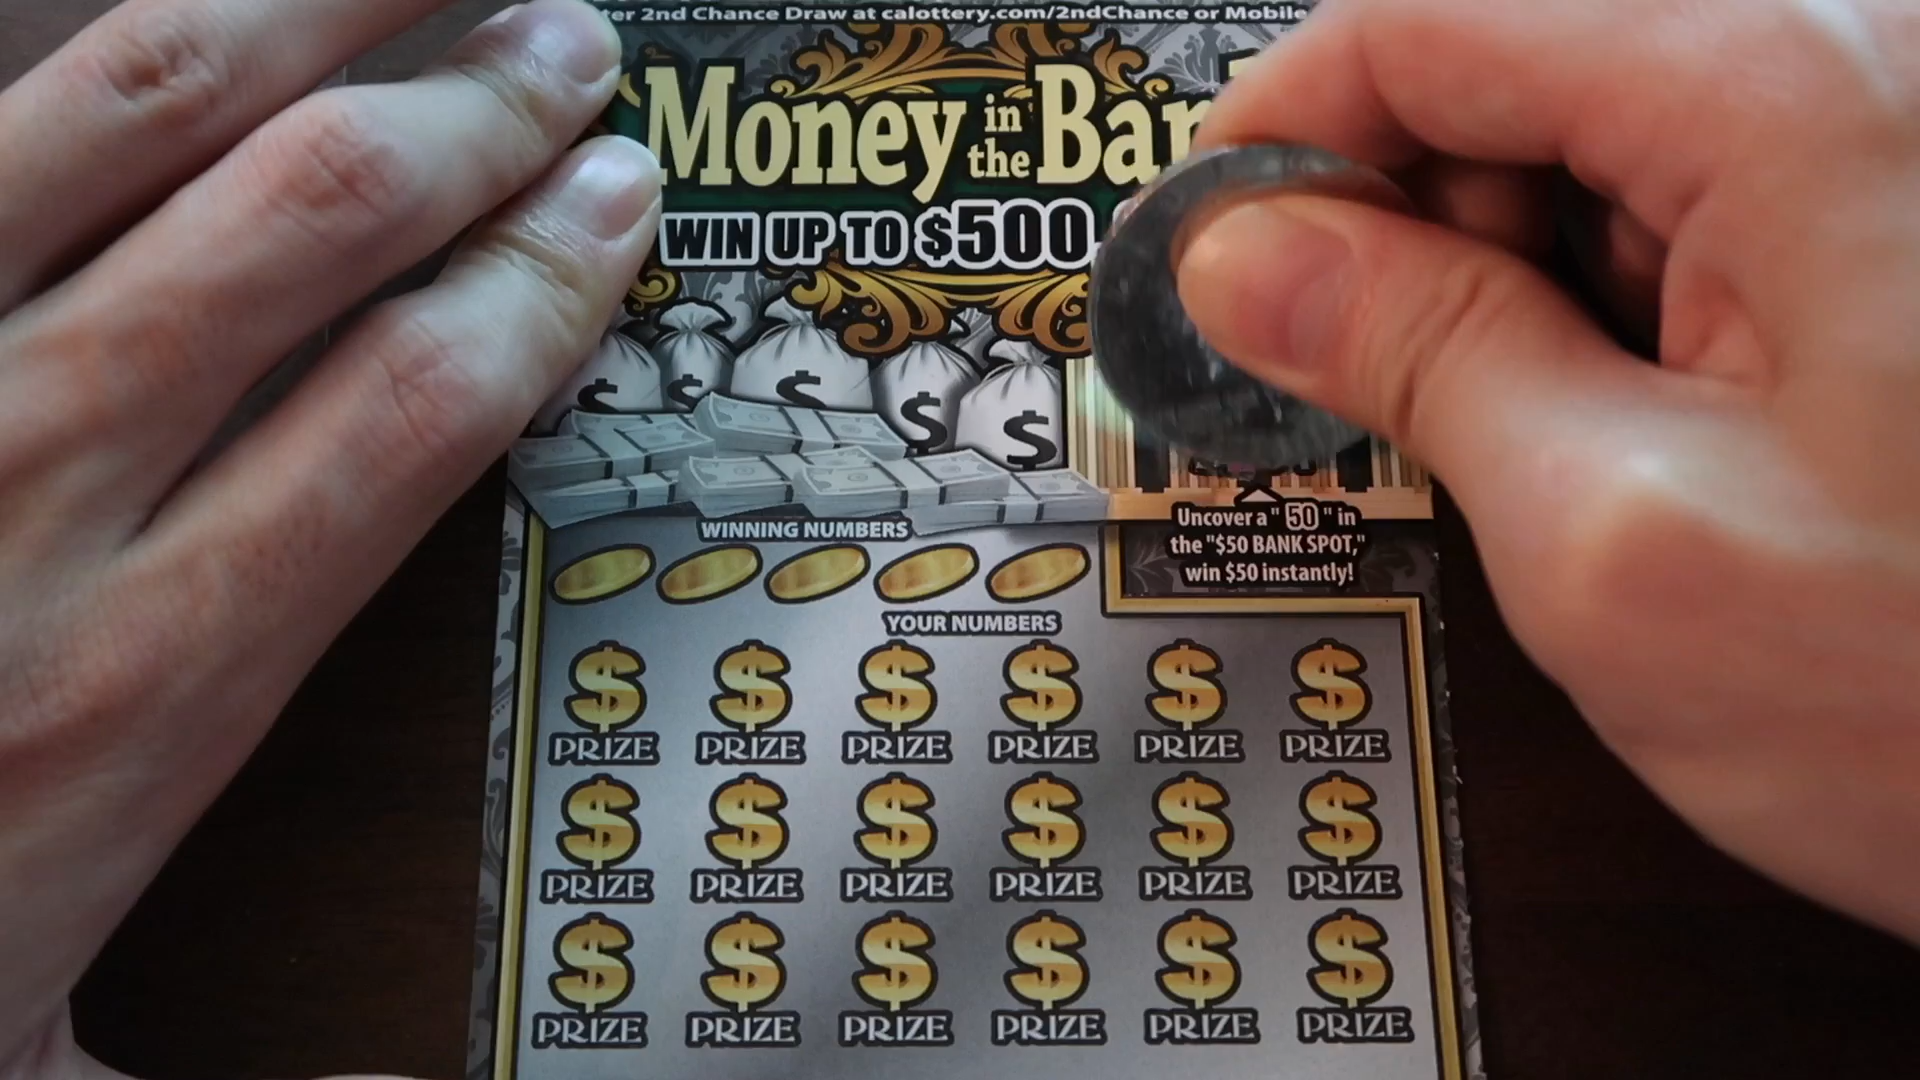 er 2nd Chance Draw at calottery.com/2ndChance or Mobile
Money in the Ban
WIN UP TO $500,
$ $ $ $ $
WINNING NUMBERS
Uncover a " 50 " in
the "$50 BANK SPOT,"
win $50 instantly!
YOUR NUMBERS
$ $ $ $ $ $
PRIZE PRIZE PRIZE PRIZE PRIZE PRIZE
$ $ $ $ $ $
PRIZE PRIZE PRIZE PRIZE PRIZE PRIZE
$ $ $ $ $ $
PRIZE PRIZE PRIZE PRIZE PRIZE PRIZE